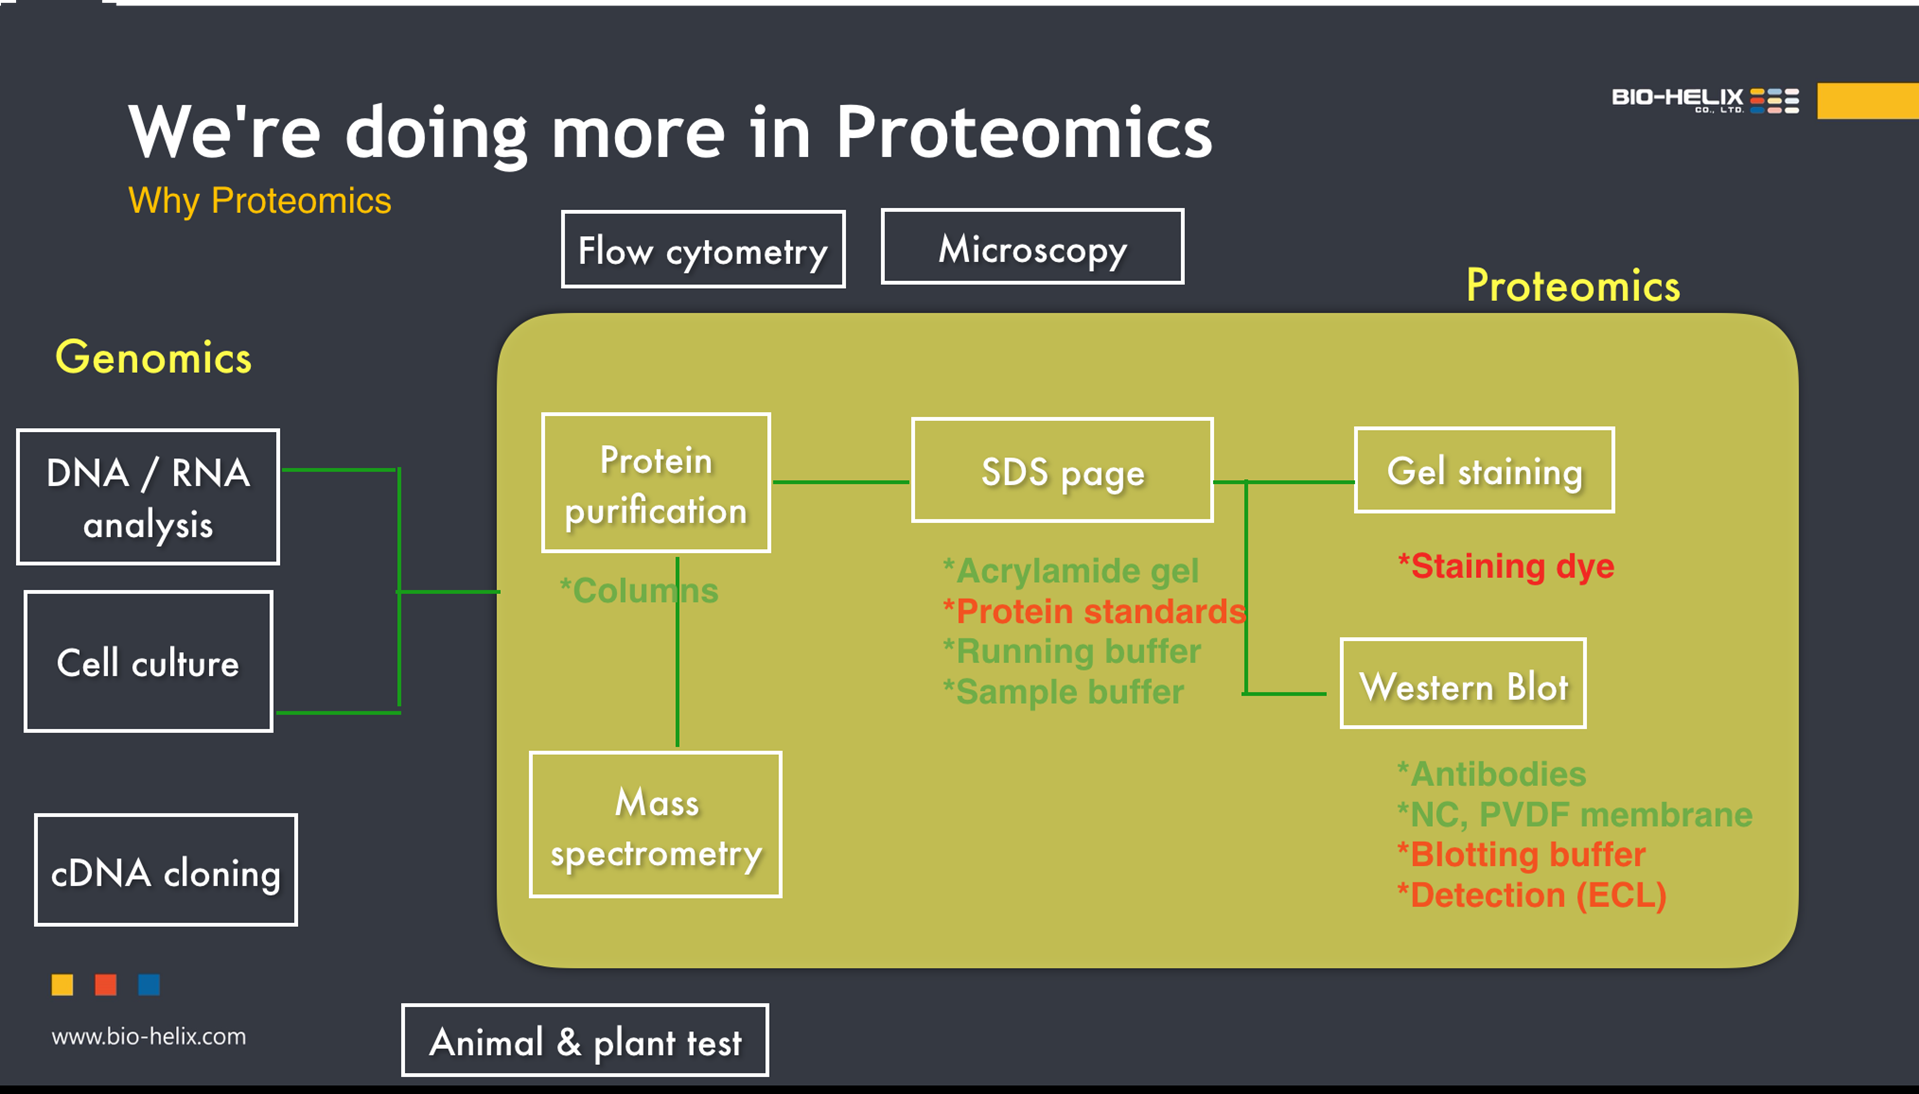 BIO-HELIX
CO., LTD.
We're doing more in Proteomics
Why Proteomics
Flow cytometry
Microscopy
Proteomics
Genomics
DNA / RNA
analysis
Cell culture
cDNA cloning
Protein
purification
*Columns
Mass
spectrometry
SDS page
*Acrylamide gel
*Protein standards
*Running buffer
*Sample buffer
Gel staining
*Staining dye
Western Blot
*Antibodies
*NC, PVDF membrane
*Blotting buffer
*Detection (ECL)
www.bio-helix.com
Animal & plant test